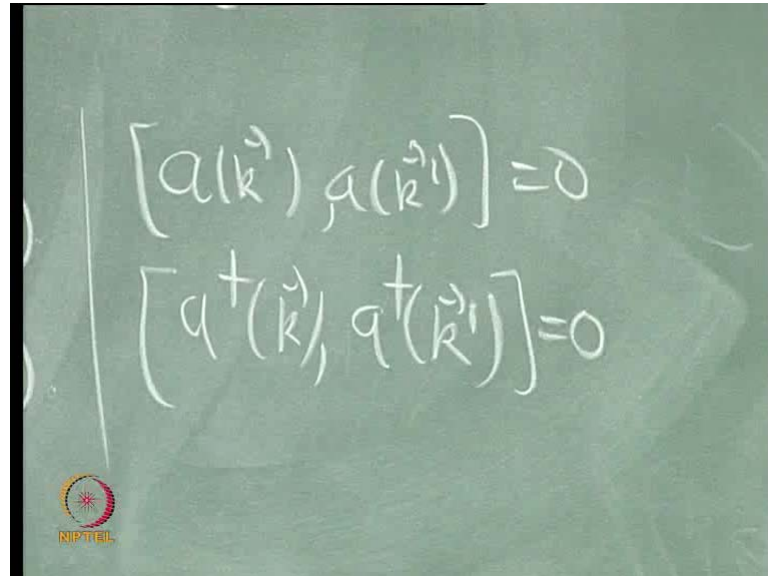 [a(k⃗), a(k⃗')] = 0
[a†(k⃗), a†(k⃗')] = 0
NPTEL